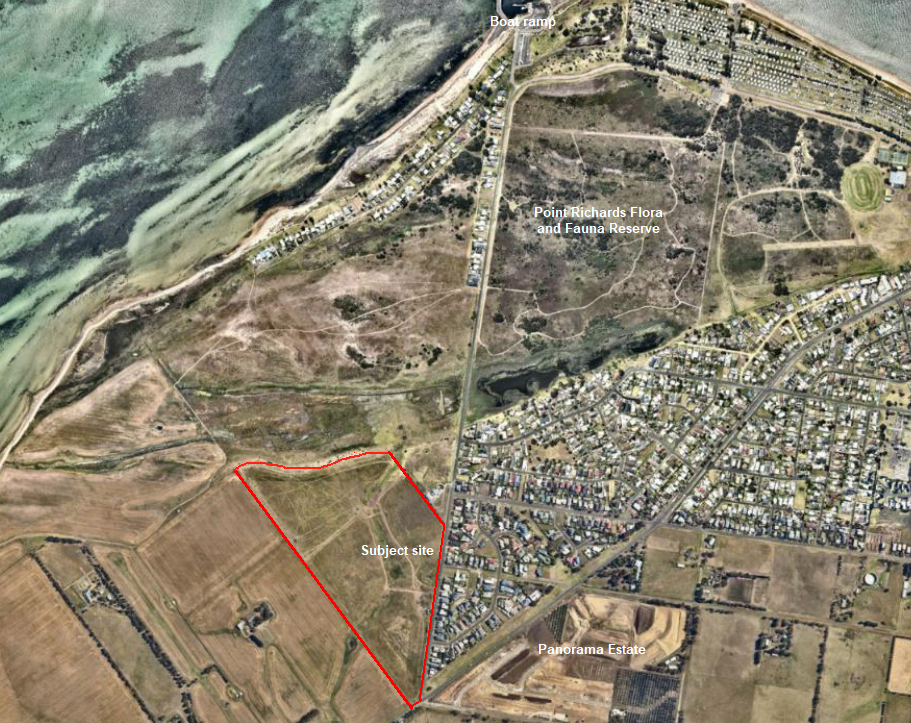 Boat ramp
Point Richards Flora
and Fauna Reserve
Subject site
Panorama Estate